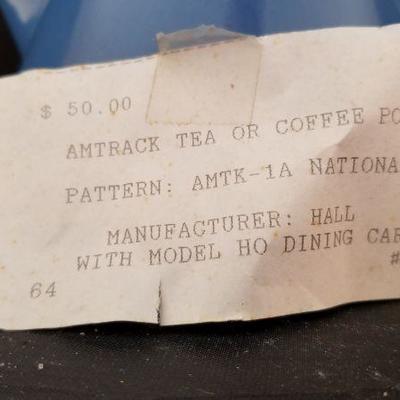 $ 50.00
AMTRACK TEA OR COFFEE PO
PATTERN: AMTK-1A NATIONA
MANUFACTURER: HALL
WITH MODEL HO DINING CAR
#
64